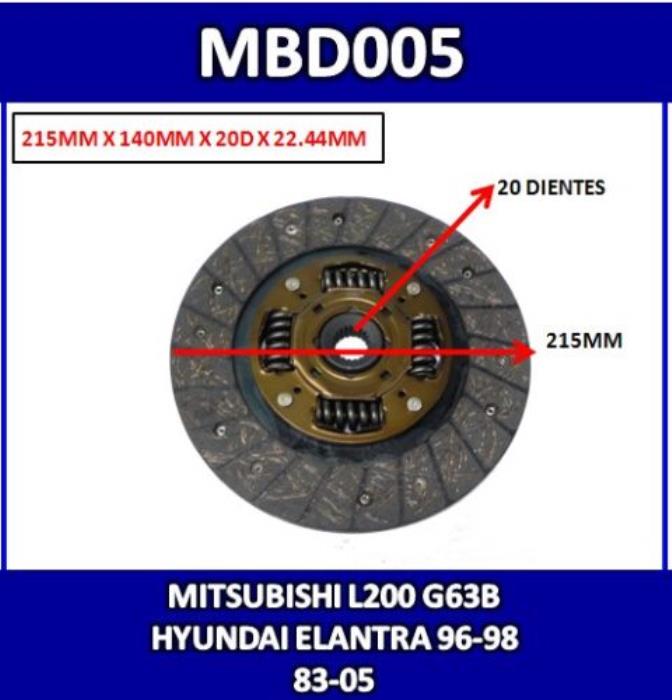 MBD005
215MM X 140MM X 20D X 22.44MM
20 DIENTES
215MM
MITSUBISHI L200 G63B
HYUNDAI ELANTRA 96-98
83-05